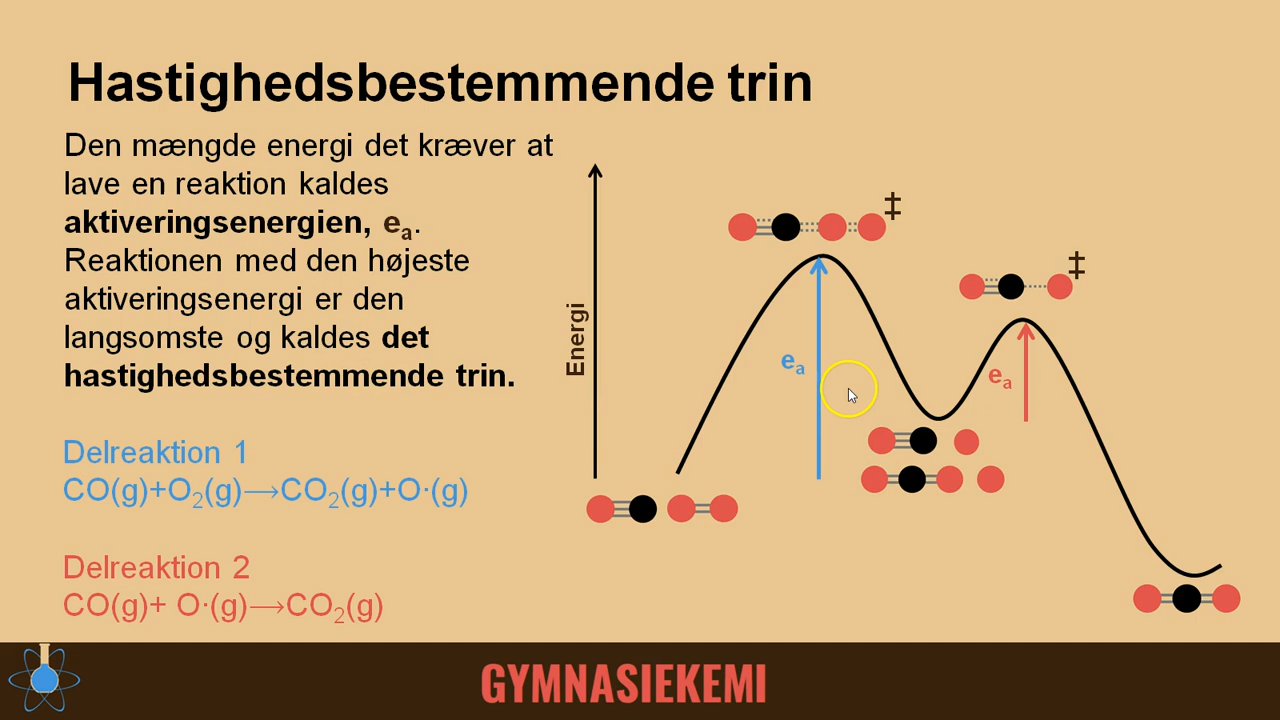 Hastighedsbestemmende trin
Den mængde energi det kræver at
lave en reaktion kaldes
aktiveringsenergien, eₐ.
Reaktionen med den højeste
aktiveringsenergi er den
langsomste og kaldes det
hastighedsbestemmende trin.
Delreaktion 1
CO(g)+O₂(g)⟶CO₂(g)+O·(g)
Delreaktion 2
CO(g)+ O·(g)⟶CO₂(g)
Energi
‡
‡
eₐ
eₐ
GYMNASIEKEMI